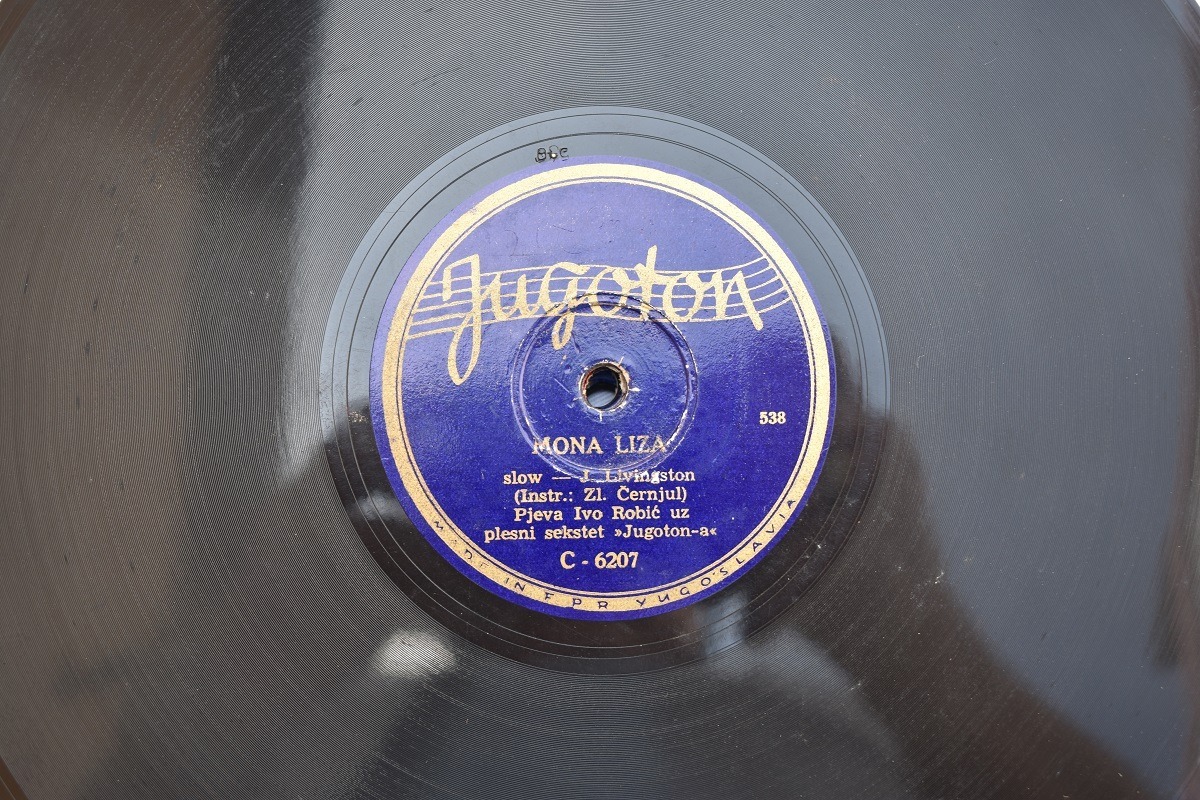 Jugoton
538
MONA LIZA
slow — J. Livingston
(Instr.: Zl. Černjul)
Pjeva Ivo Robić uz
plesni sekstet »Jugoton-a«
C - 6207
MADE IN FPR YUGOSLAVIA